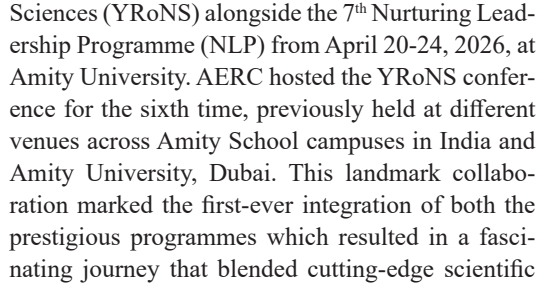 Sciences (YRoNS) alongside the 7th Nurturing Lead-
ership Programme (NLP) from April 20-24, 2026, at
Amity University. AERC hosted the YRoNS confer-
ence for the sixth time, previously held at different
venues across Amity School campuses in India and
Amity University, Dubai. This landmark collabo-
ration marked the first-ever integration of both the
prestigious programmes which resulted in a fasci-
nating journey that blended cutting-edge scientific